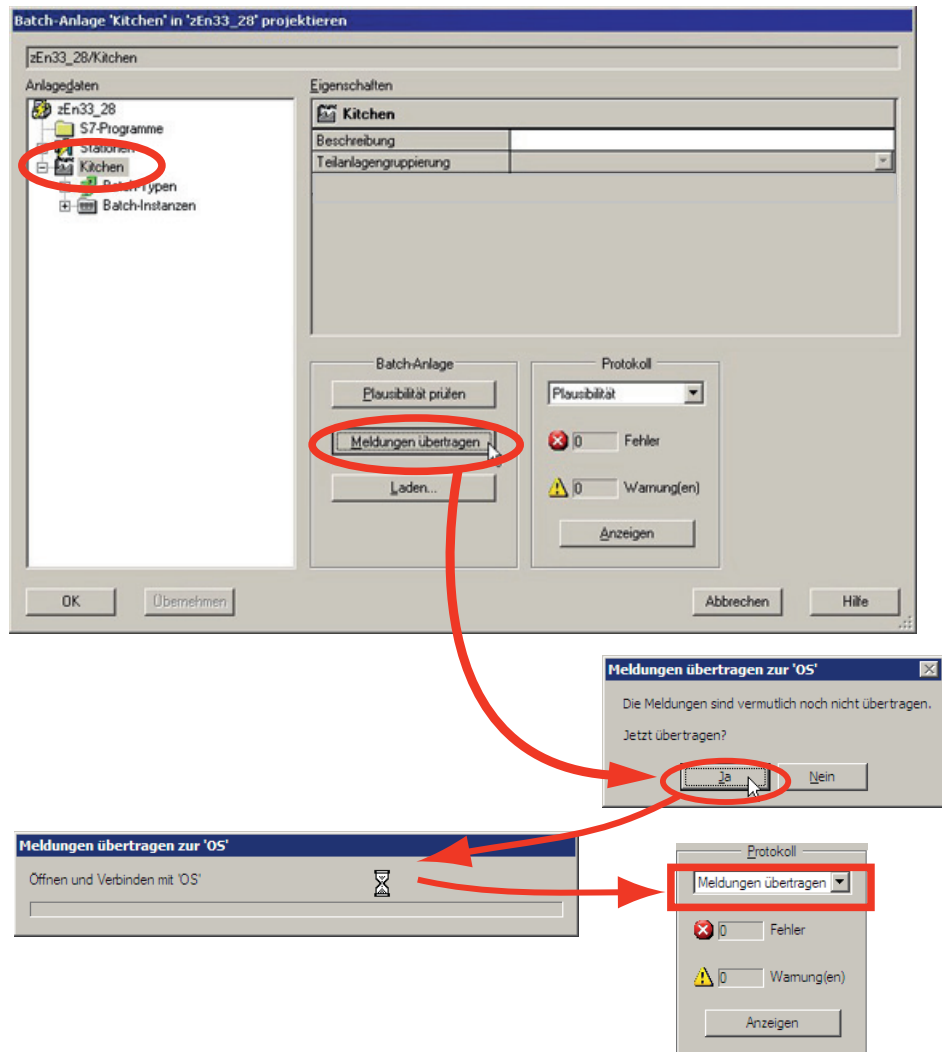 Batch-Anlage 'Kitchen' in 'zEn33_28' projektieren
zEn33_28/Kitchen
Anlagedaten
Eigenschaften
zEn33_28
S7-Programme
Stationen
Kitchen
Batch-Typen
Batch-Instanzen
Kitchen
Beschreibung
Teilanlagengruppierung
Batch-Anlage
Plausibilität prüfen
Meldungen übertragen
Laden...
Protokoll
Plausibilität
0 Fehler
0 Warnung(en)
Anzeigen
OK
Übernehmen
Abbrechen
Hilfe
Meldungen übertragen zur 'OS'
Die Meldungen sind vermutlich noch nicht übertragen.
Jetzt übertragen?
Ja
Nein
Meldungen übertragen zur 'OS'
Öffnen und Verbinden mit 'OS'
Protokoll
Meldungen übertragen
0 Fehler
0 Warnung(en)
Anzeigen